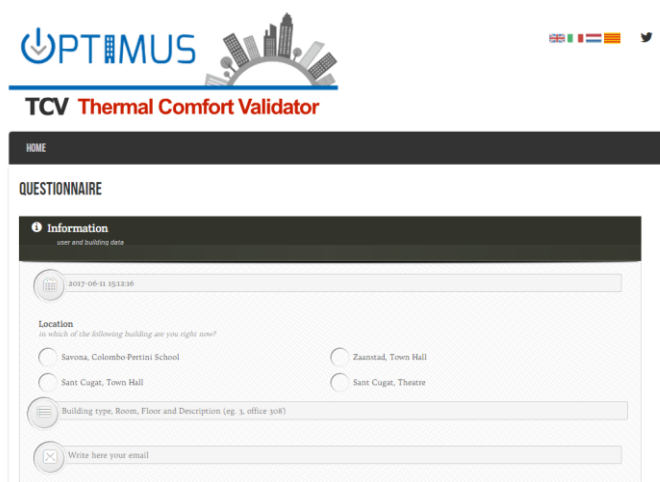 OPTIMUS
TCV Thermal Comfort Validator
HOME
QUESTIONNAIRE
Information
user and building data
2017-06-11 15:12:16
Location
in which of the following building are you right now?
Savona, Colombo-Pertini School
Zaanstad, Town Hall
Sant Cugat, Town Hall
Sant Cugat, Theatre
Building type, Room, Floor and Description (eg. 3, office 308')
Write here your email